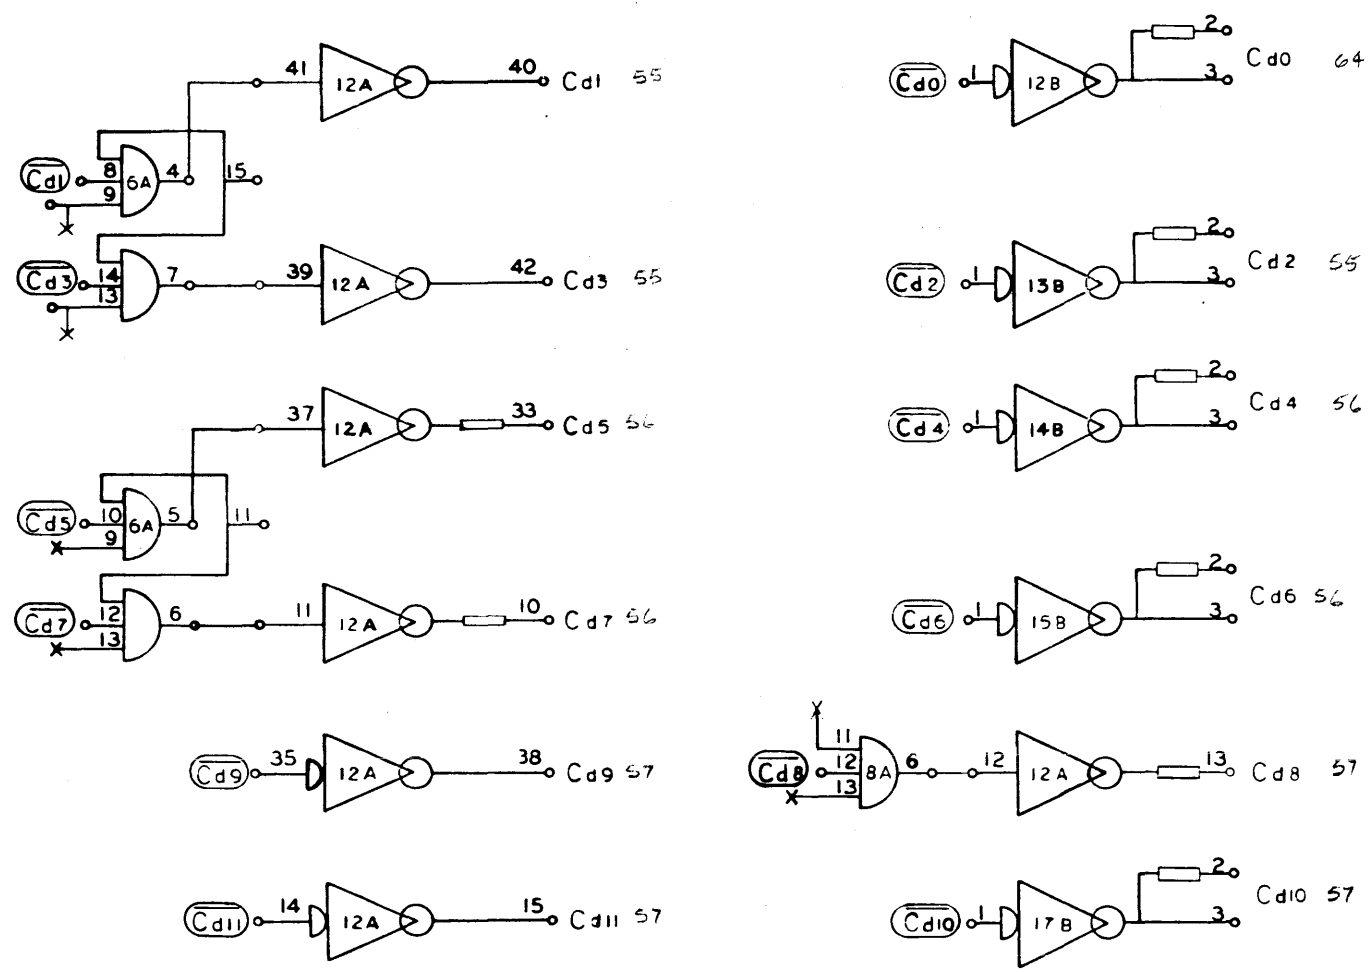 41 12A 40 Cd1 55
Cd1 8 6A 4 15
9
Cd3 14 7 39 12A 42 Cd3 55
13
37 12A 33 Cd5 56
Cd5 10 6A 5 11
9
Cd7 12 6 11 12A 10 Cd7 56
13
Cd9 35 12A 38 Cd9 57
Cd11 14 12A 15 Cd11 57
2
Cd0 1 12B 3 Cd0 64
2
Cd2 1 13B 3 Cd2 55
2
Cd4 1 14B 3 Cd4 56
2
Cd6 1 15B 3 Cd6 56
11
Cd8 12 8A 6 12 12A 13 Cd8 57
13
2
Cd10 1 17B 3 Cd10 57